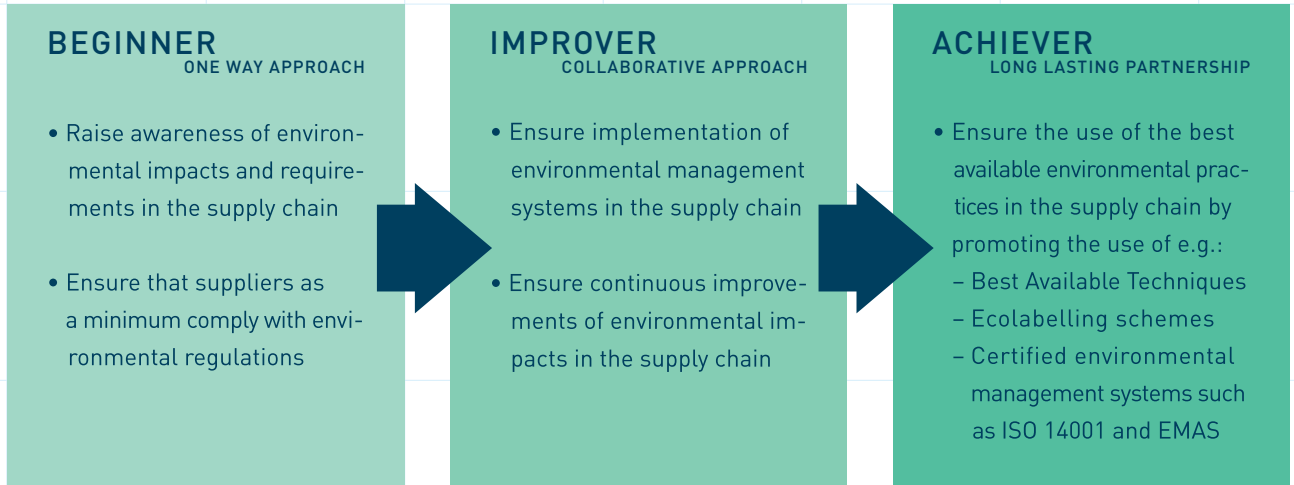 BEGINNER
ONE WAY APPROACH
• Raise awareness of environ-
mental impacts and require-
ments in the supply chain
• Ensure that suppliers as
a minimum comply with envi-
ronmental regulations
IMPROVER
COLLABORATIVE APPROACH
• Ensure implementation of
environmental management
systems in the supply chain
• Ensure continuous improve-
ments of environmental im-
pacts in the supply chain
ACHIEVER
LONG LASTING PARTNERSHIP
• Ensure the use of the best
available environmental prac-
tices in the supply chain by
promoting the use of e.g.:
– Best Available Techniques
– Ecolabelling schemes
– Certified environmental
management systems such
as ISO 14001 and EMAS